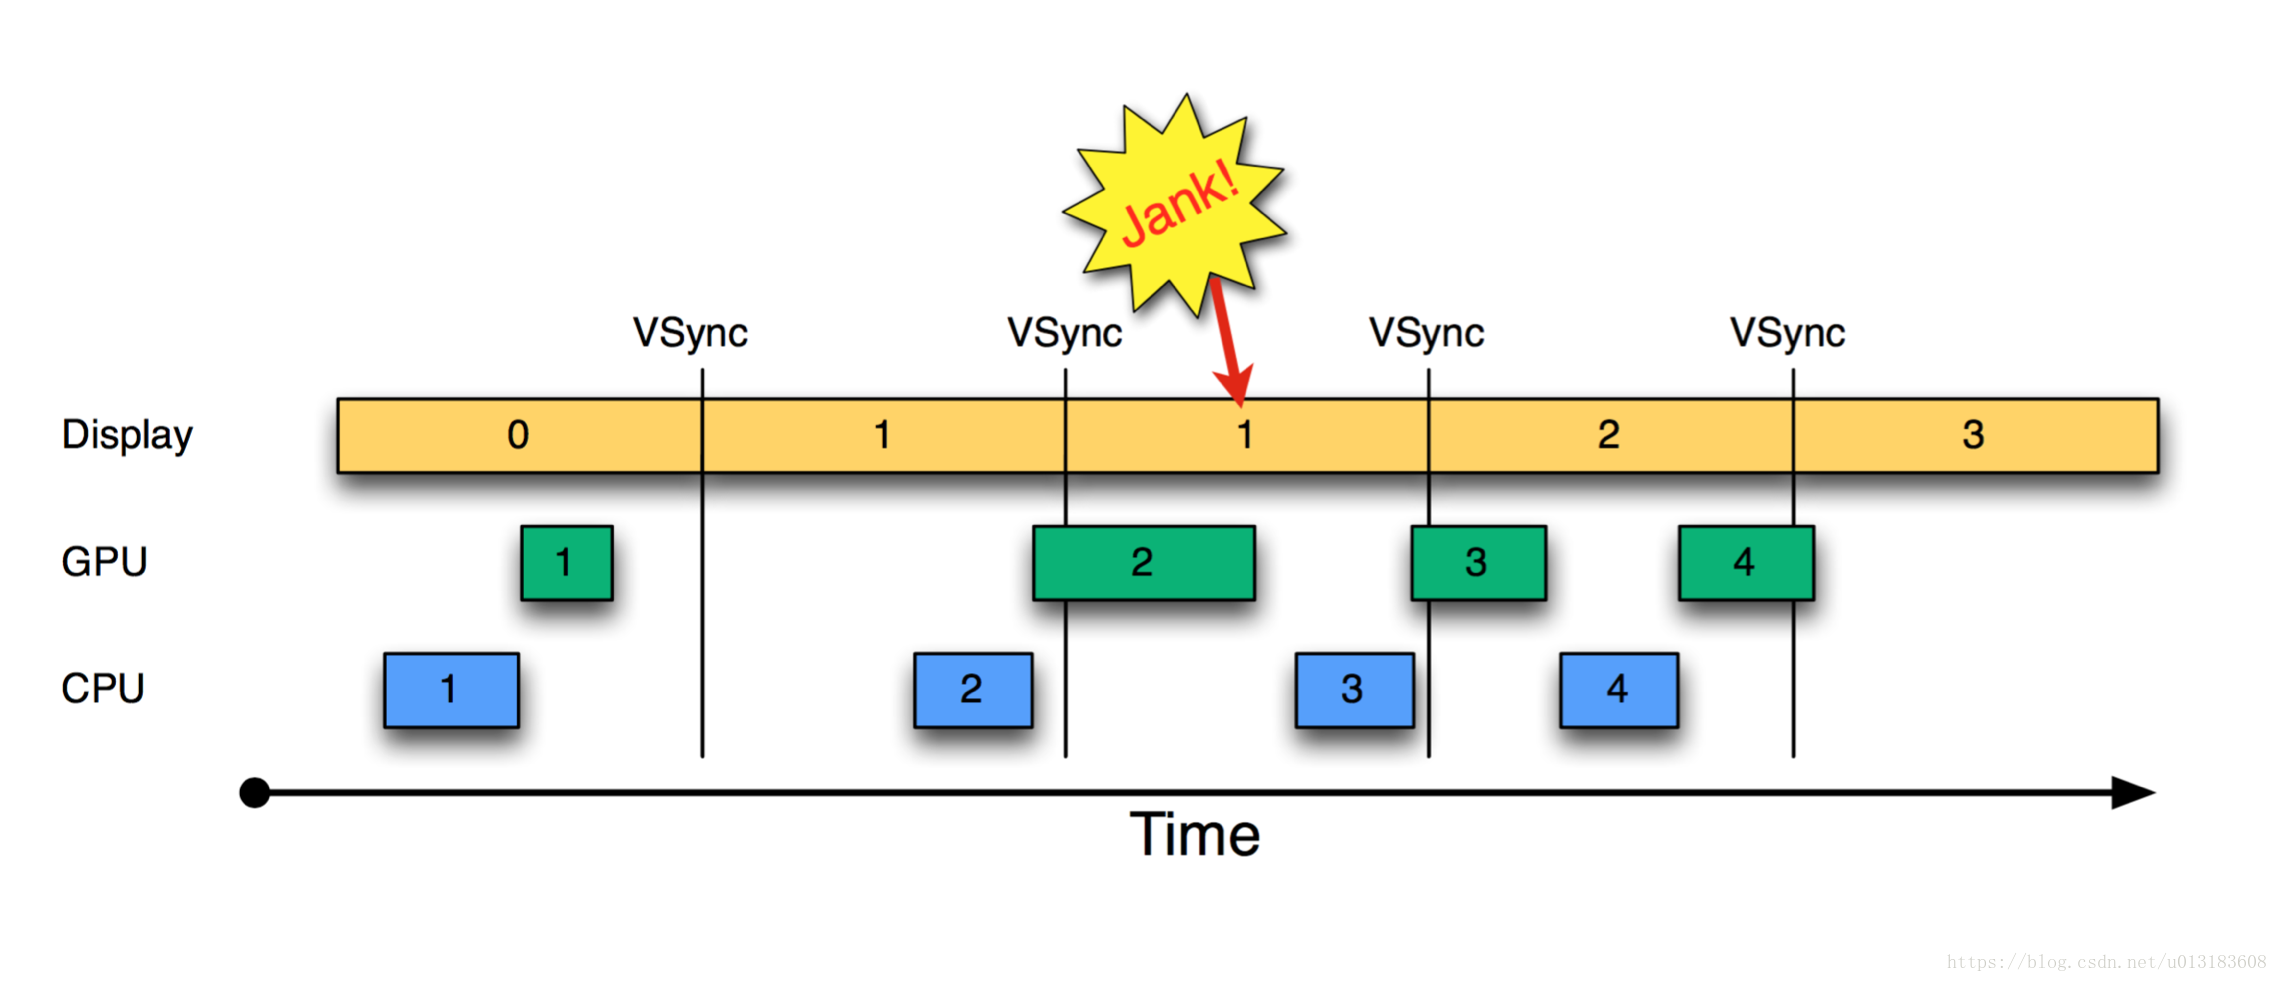 Jank!
VSync VSync VSync VSync
Display 0 1 1 2 3
GPU 1 2 3 4
CPU 1 2 3 4
Time
https://blog.csdn.net/u013183608